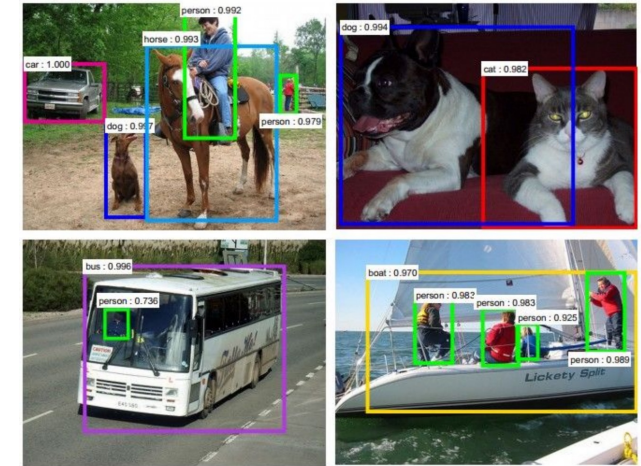 person : 0.992
horse : 0.993
car : 1.000
person : 0.979
dog : 0.997
dog : 0.994
cat : 0.982
bus : 0.996
person : 0.736
boat : 0.970
person : 0.983
person : 0.983
person : 0.925
person : 0.989
Lickety Split